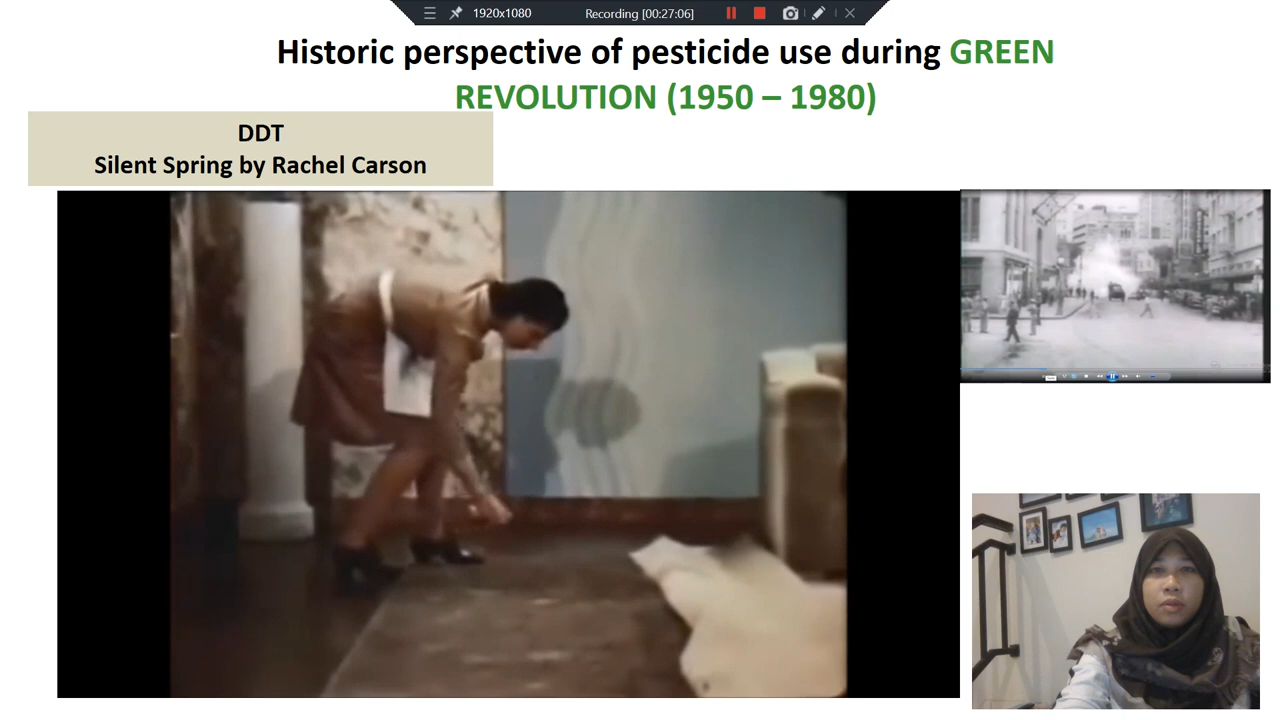 1920x1080
Recording [00:27:06]
Historic perspective of pesticide use during GREEN
REVOLUTION (1950 – 1980)
DDT
Silent Spring by Rachel Carson